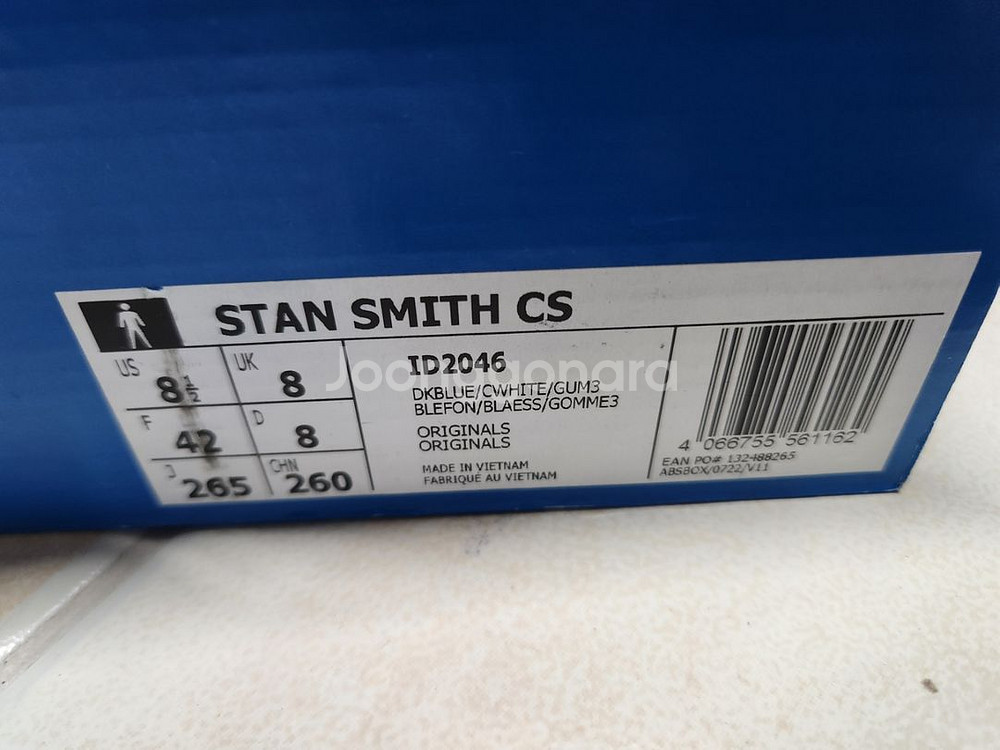 STAN SMITH CS
US 8½ UK 8
F 42 D 8
J 265 CHN 260
ID2046
DKBLUE/CWHITE/GUM3
BLEFON/BLAESS/GOMME3
ORIGINALS
ORIGINALS
MADE IN VIETNAM
FABRIQUÉ AU VIETNAM
4 066755 561162
EAN PO# 132488265
ABSBOX/0722/V11
Joonggonara